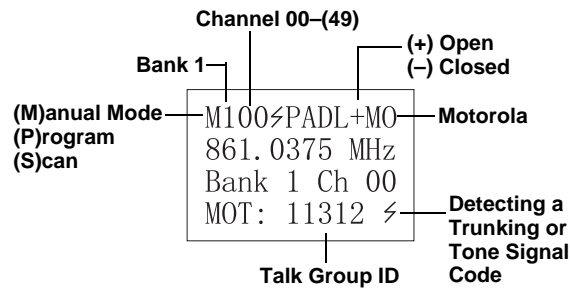 Channel 00–(49)
Bank 1
(+) Open
(–) Closed
(M)anual Mode
(P)rogram
(S)can
M100⚡PADL+MO
Motorola
861.0375 MHz
Bank 1 Ch 00
MOT: 11312 ⚡
Detecting a
Trunking or
Tone Signal
Code
Talk Group ID